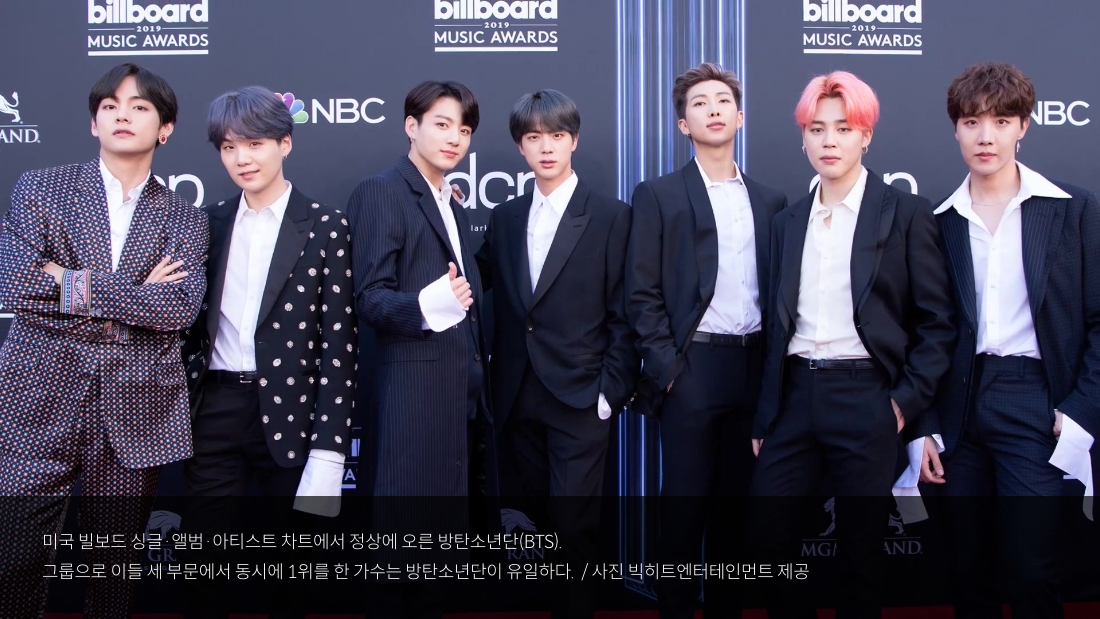 billboard billboard billboard
2019 2019 2019
MUSIC AWARDS MUSIC AWARDS MUSIC AWARDS
NBC NBC
AND.
dcp
미국 빌보드 싱글·앨범·아티스트 차트에서 정상에 오른 방탄소년단(BTS).
그룹으로 이들 세 부문에서 동시에 1위를 한 가수는 방탄소년단이 유일하다. / 사진 빅히트엔터테인먼트 제공
MGM